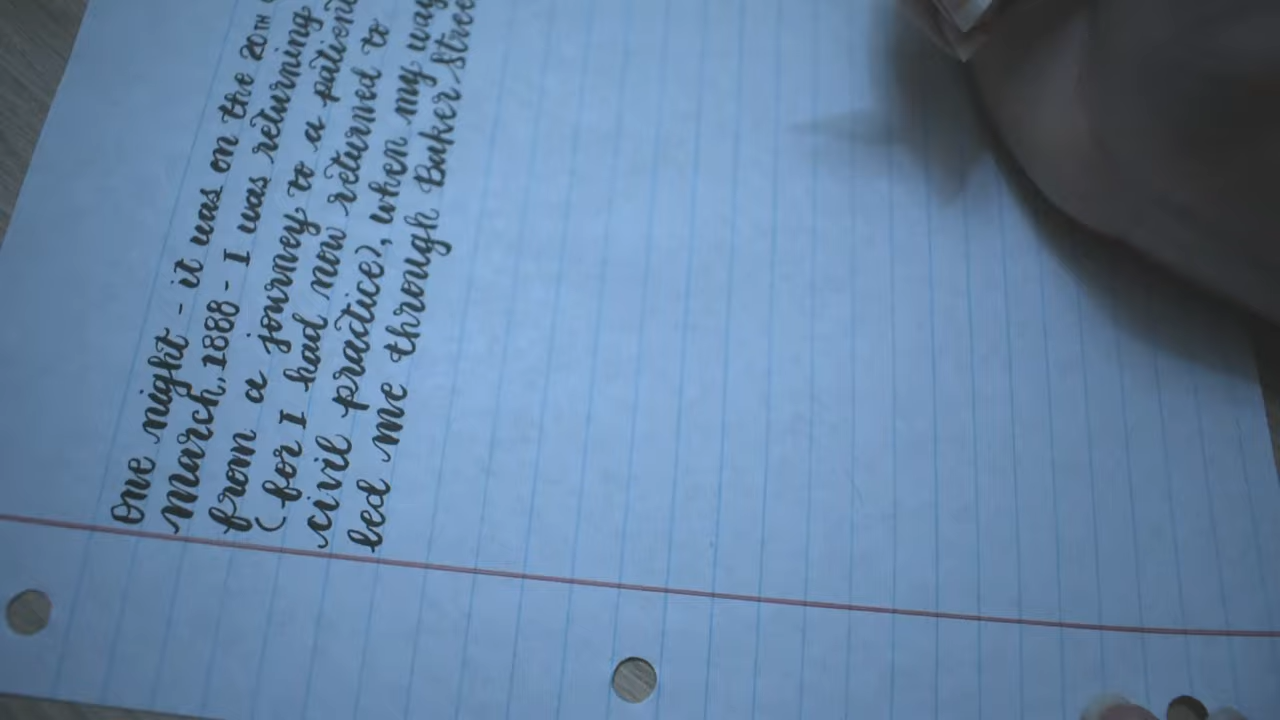 One night - it was on the 20TH
March, 1888 - I was returning
from a journey to a patient
(for I had now returned to
civil practice), when my way
led me through Baker Stree